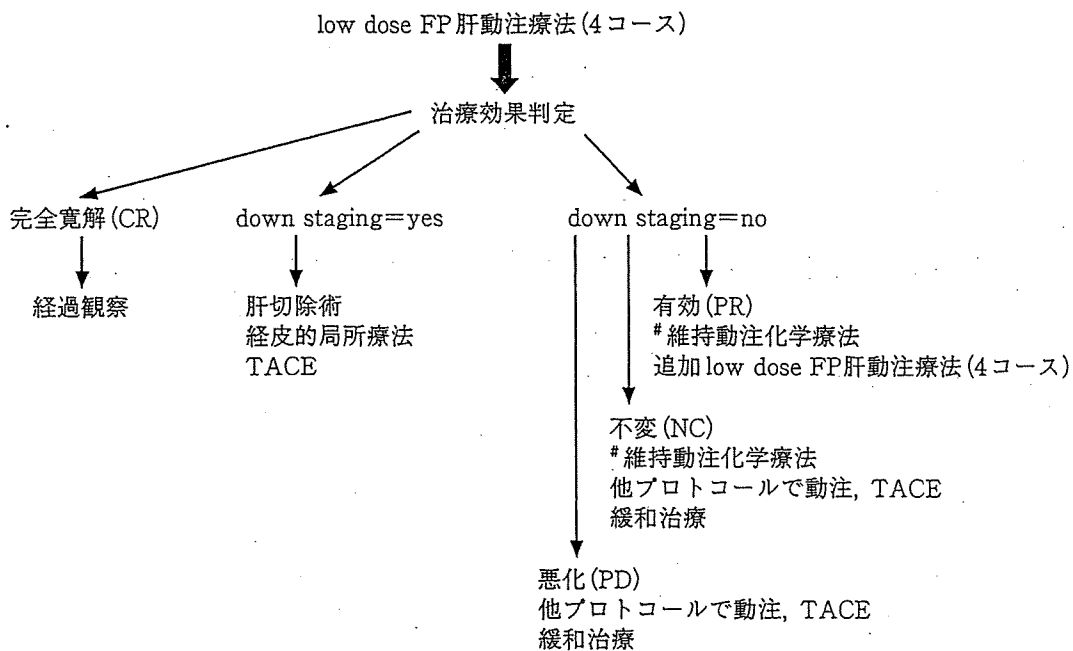 low dose FP肝動注療法(4コース)
治療効果判定
完全寛解(CR)
経過観察
down staging=yes
肝切除術
経皮的局所療法
TACE
down staging=no
有効(PR)
#維持動注化学療法
追加low dose FP肝動注療法(4コース)
不変(NC)
#維持動注化学療法
他プロトコールで動注, TACE
緩和治療
悪化(PD)
他プロトコールで動注, TACE
緩和治療